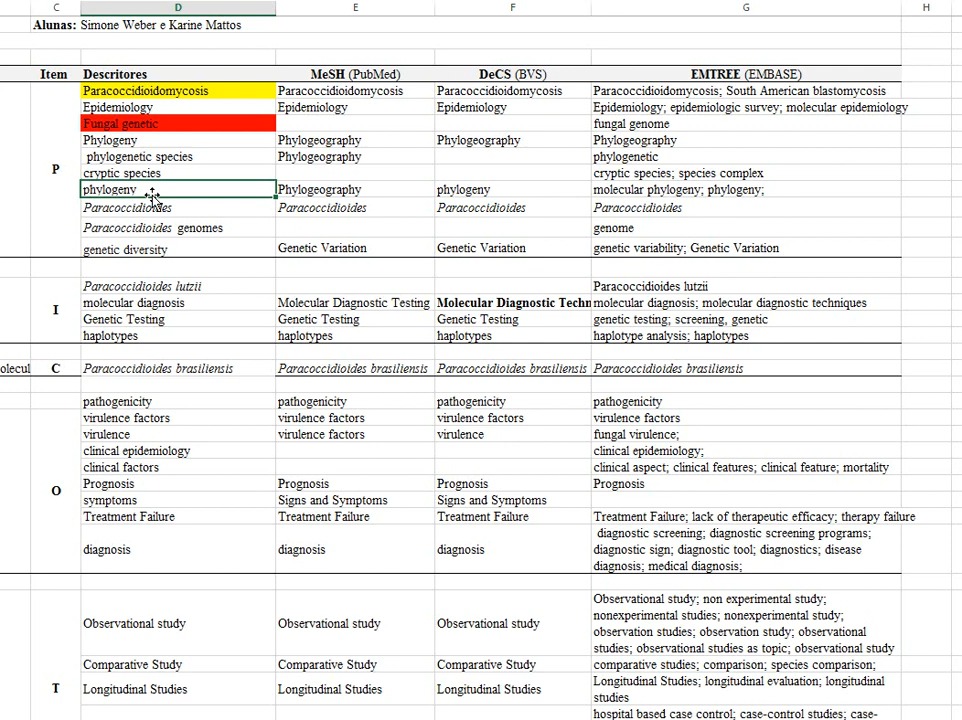 C D E F G H
Alunas: Simone Weber e Karine Mattos
Item Descritores MeSH (PubMed) DeCS (BVS) EMTREE (EMBASE)
Paracoccidioidomycosis Paracoccidioidomycosis Paracoccidioidomycosis Paracoccidioidomycosis; South American blastomycosis
Epidemiology Epidemiology Epidemiology Epidemiology; epidemiologic survey; molecular epidemiology
Fungal genetic fungal genome
Phylogeny Phylogeography Phylogeography Phylogeography
phylogenetic species Phylogeography phylogenetic
P
cryptic species cryptic species; species complex
phylogeny Phylogeography phylogeny molecular phylogeny; phylogeny;
Paracoccidioides Paracoccidioides Paracoccidioides Paracoccidioides
Paracoccidioides genomes genome
genetic diversity Genetic Variation Genetic Variation genetic variability; Genetic Variation
Paracoccidioides lutzii Paracoccidioides lutzii
molecular diagnosis Molecular Diagnostic Testing Molecular Diagnostic Techn molecular diagnosis; molecular diagnostic techniques
I
Genetic Testing Genetic Testing Genetic Testing genetic testing; screening, genetic
haplotypes haplotypes haplotypes haplotype analysis; haplotypes
olecul C Paracoccidioides brasiliensis Paracoccidioides brasiliensis Paracoccidioides brasiliensis Paracoccidioides brasiliensis
pathogenicity pathogenicity pathogenicity pathogenicity
virulence factors virulence factors virulence factors virulence factors
virulence virulence factors virulence fungal virulence;
clinical epidemiology clinical epidemiology;
clinical factors clinical aspect; clinical features; clinical feature; mortality
Prognosis Prognosis Prognosis Prognosis
O
symptoms Signs and Symptoms Signs and Symptoms
Treatment Failure Treatment Failure Treatment Failure Treatment Failure; lack of therapeutic efficacy; therapy failure
diagnostic screening; diagnostic screening programs;
diagnosis diagnosis diagnosis diagnostic sign; diagnostic tool; diagnostics; disease
diagnosis; medical diagnosis;
Observational study; non experimental study;
nonexperimental studies; nonexperimental study;
Observational study Observational study Observational study
observation studies; observation study; observational
studies; observational studies as topic; observational study
Comparative Study Comparative Study Comparative Study comparative studies; comparison; species comparison;
Longitudinal Studies; longitudinal evaluation; longitudinal
T Longitudinal Studies Longitudinal Studies Longitudinal Studies
studies
hospital based case control; case-control studies; case-